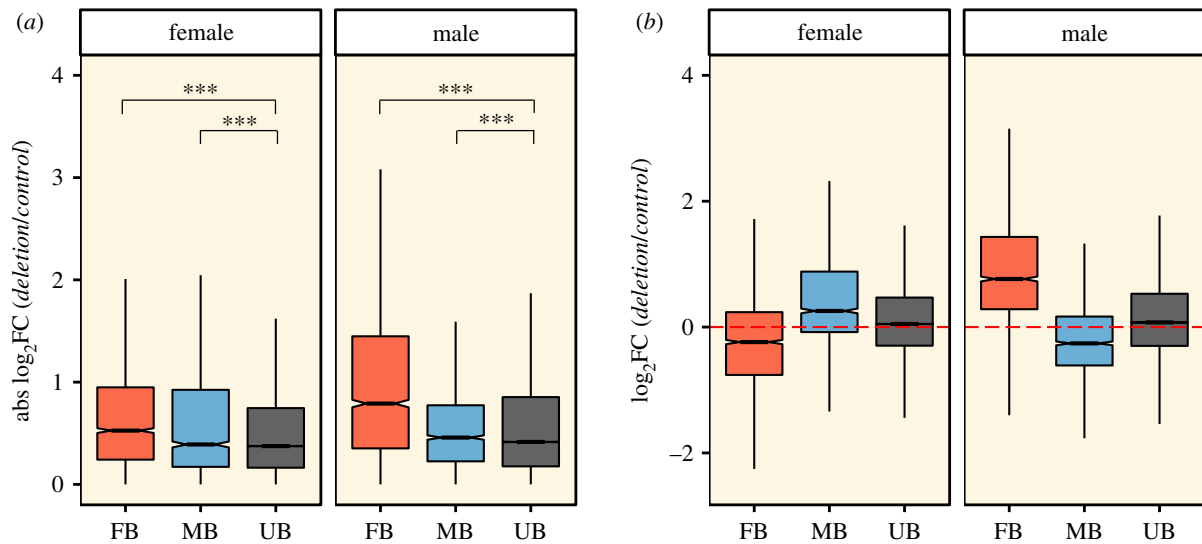 (a)
female
male
abs log₂FC (deletion/control)
4
3
2
1
0
***
***
***
***
FB
MB
UB
FB
MB
UB
(b)
female
male
log₂FC (deletion/control)
4
2
0
−2
FB
MB
UB
FB
MB
UB